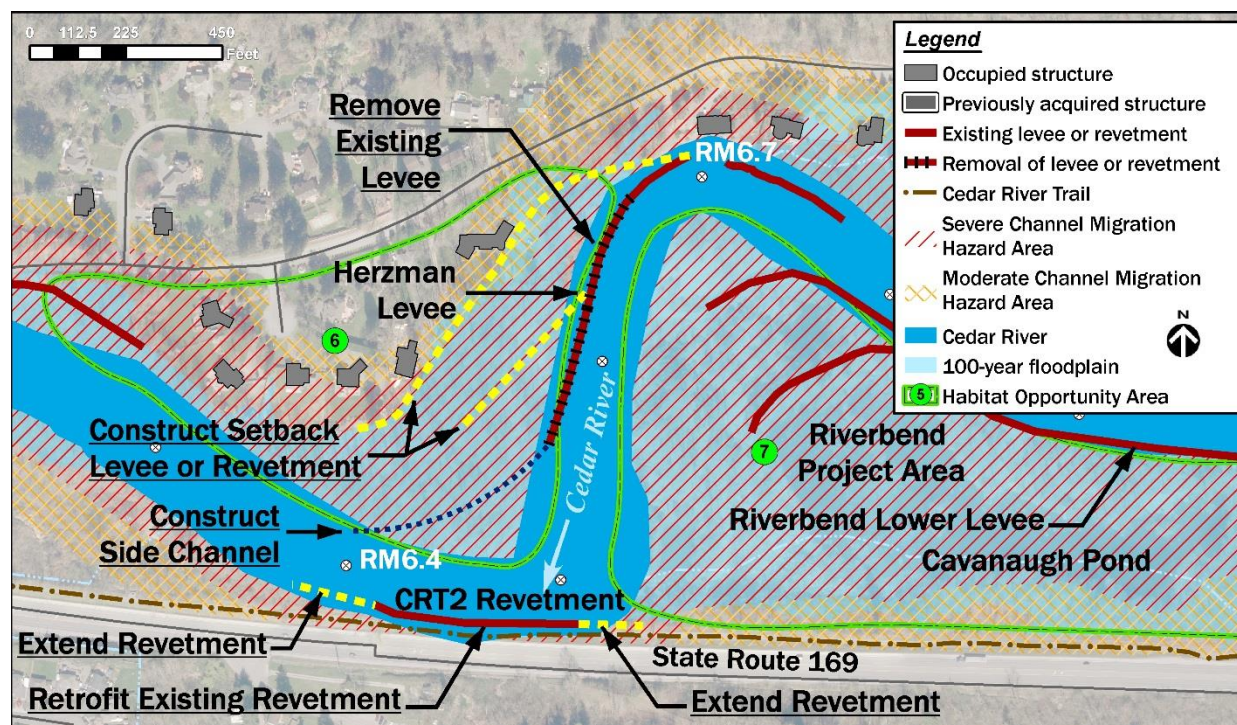 0 112.5 225 450
Feet
Remove
Existing
Levee
RM6.7
Herzman
Levee
6
Construct Setback
Levee or Revetment
Construct
Side Channel
RM6.4
Cedar River
7
Riverbend
Project Area
Riverbend Lower Levee
Cavanaugh Pond
CRT2 Revetment
Extend Revetment
State Route 169
Retrofit Existing Revetment
Extend Revetment
Legend
Occupied structure
Previously acquired structure
Existing levee or revetment
Removal of levee or revetment
Cedar River Trail
Severe Channel Migration
Hazard Area
Moderate Channel Migration
Hazard Area
N
Cedar River
100-year floodplain
5
Habitat Opportunity Area